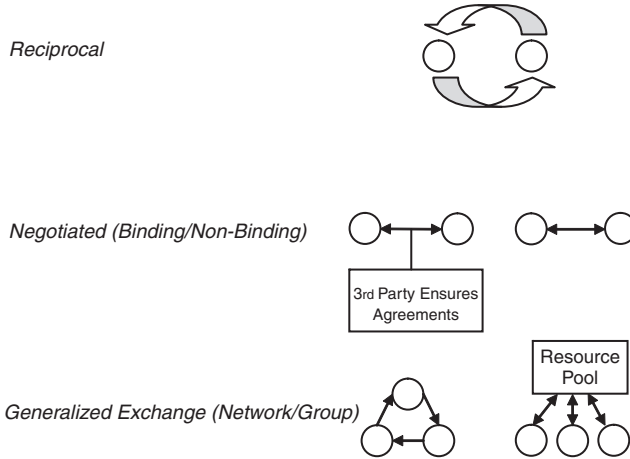 Reciprocal
Negotiated (Binding/Non-Binding)
3rd Party Ensures
Agreements
Resource
Pool
Generalized Exchange (Network/Group)